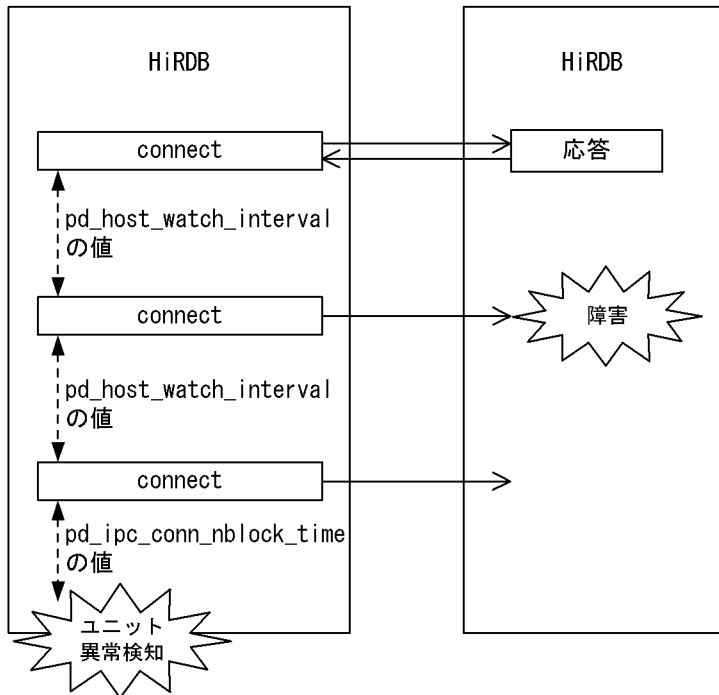 HiRDB
HiRDB
connect
応答
pd_host_watch_interval
の値
connect
障害
pd_host_watch_interval
の値
connect
pd_ipc_conn_nblock_time
の値
ユニット
異常検知